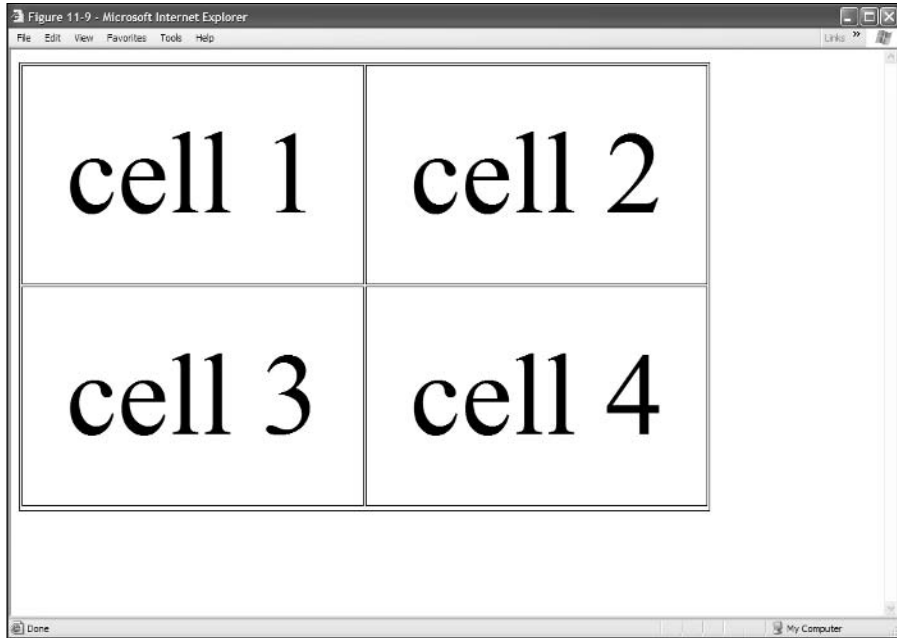 Figure 11-9 - Microsoft Internet Explorer
File Edit View Favorites Tools Help Links »
cell 1 cell 2
cell 3 cell 4
Done My Computer